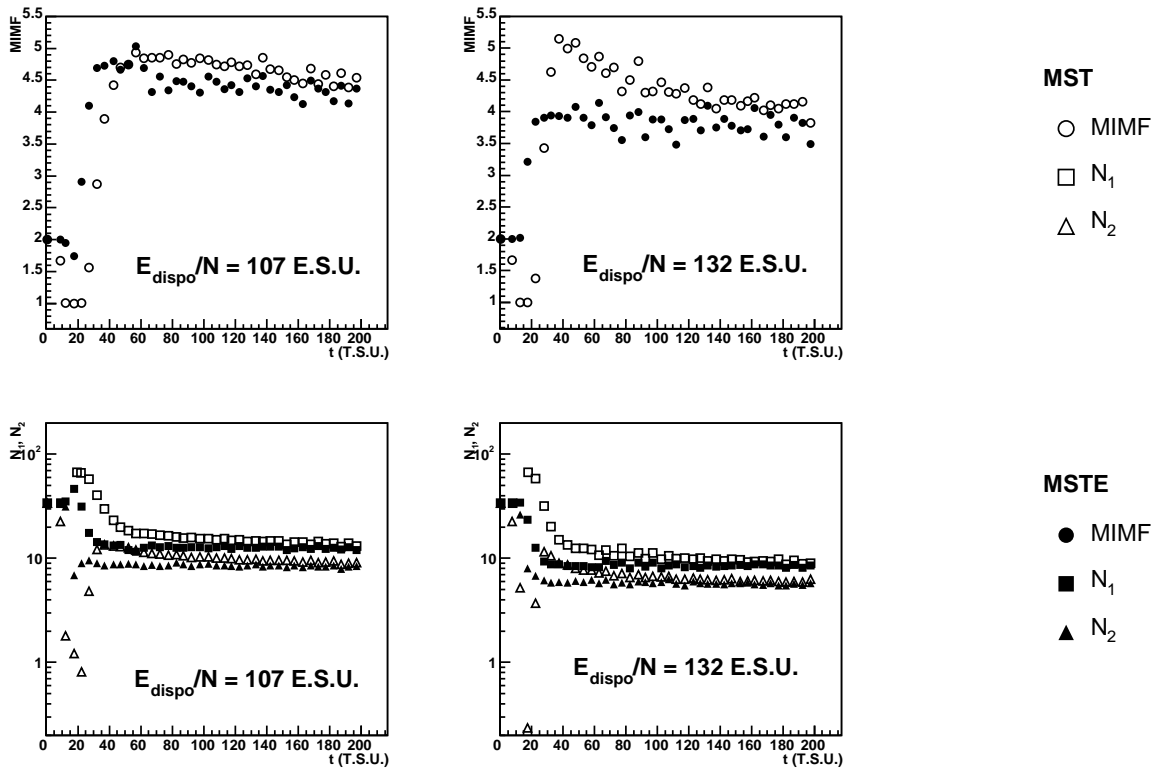 MIMF
5.5
5
4.5
4
3.5
3
2.5
2
1.5
1
0 20 40 60 80 100 120 140 160 180 200
t (T.S.U.)
E_dispo/N = 107 E.S.U.
MIMF
5.5
5
4.5
4
3.5
3
2.5
2
1.5
1
0 20 40 60 80 100 120 140 160 180 200
t (T.S.U.)
E_dispo/N = 132 E.S.U.
MST
MIMF
N₁
N₂
N₁, N₂
10²
10
1
0 20 40 60 80 100 120 140 160 180 200
t (T.S.U.)
E_dispo/N = 107 E.S.U.
N₁, N₂
10²
10
1
0 20 40 60 80 100 120 140 160 180 200
t (T.S.U.)
E_dispo/N = 132 E.S.U.
MSTE
MIMF
N₁
N₂